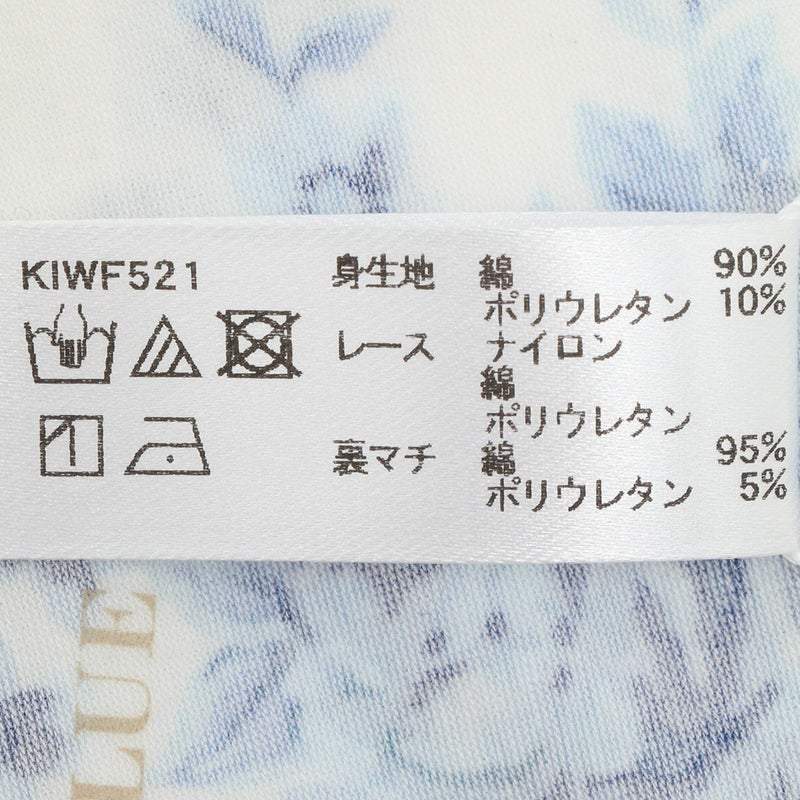 KIWF521
身生地 綿 90%
ポリウレタン 10%
レース ナイロン
綿
ポリウレタン
裏マチ 綿 95%
ポリウレタン 5%
LUE